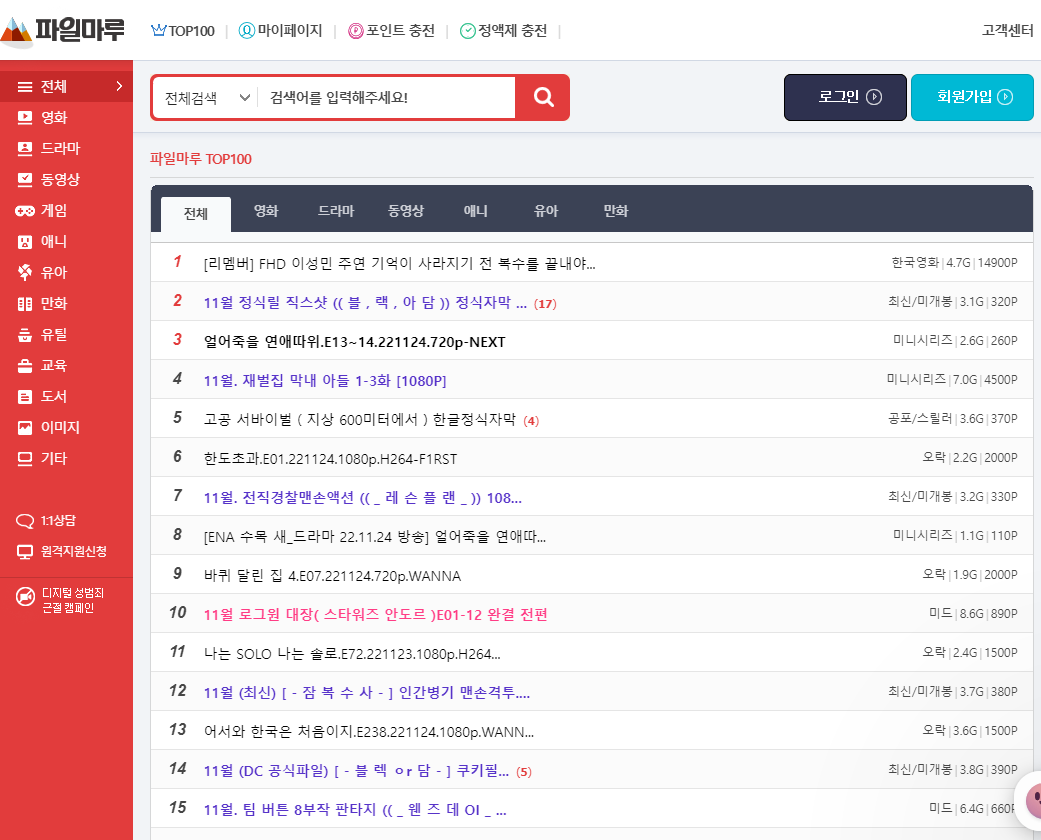 파일마루 TOP100 마이페이지 포인트 충전 정액제 충전 고객센터
전체
영화
드라마
동영상
게임
애니
유아
만화
유틸
교육
도서
이미지
기타
1:1상담
원격지원신청
디지털 성범죄
근절 캠페인
전체검색 검색어를 입력해주세요! 로그인 회원가입
파일마루 TOP100
전체 영화 드라마 동영상 애니 유아 만화
1 [리멤버] FHD 이성민 주연 기억이 사라지기 전 복수를 끝내야... 한국영화 | 4.7G | 14900P
2 11월 정식릴 직스샷 (( 블 , 랙 , 아 담 )) 정식자막 ... (17) 최신/미개봉 | 3.1G | 320P
3 얼어죽을 연애따위.E13~14.221124.720p-NEXT 미니시리즈 | 2.6G | 260P
4 11월. 재벌집 막내 아들 1-3화 [1080P] 미니시리즈 | 7.0G | 4500P
5 고공 서바이벌 ( 지상 600미터에서 ) 한글정식자막 (4) 공포/스릴러 | 3.6G | 370P
6 한도초과.E01.221124.1080p.H264-F1RST 오락 | 2.2G | 2000P
7 11월. 전직경찰맨손액션 (( _ 레 슨 플 랜 _ )) 108... 최신/미개봉 | 3.2G | 330P
8 [ENA 수목 새_드라마 22.11.24 방송] 얼어죽을 연애따... 미니시리즈 | 1.1G | 110P
9 바퀴 달린 집 4.E07.221124.720p.WANNA 오락 | 1.9G | 2000P
10 11월 로그원 대장( 스타워즈 안도르 )E01-12 완결 전편 미드 | 8.6G | 890P
11 나는 SOLO 나는 솔로.E72.221123.1080p.H264... 오락 | 2.4G | 1500P
12 11월 (최신) [ - 잠 복 수 사 - ] 인간병기 맨손격투.... 최신/미개봉 | 3.7G | 380P
13 어서와 한국은 처음이지.E238.221124.1080p.WANN... 오락 | 3.6G | 1500P
14 11월 (DC 공식파일) [ - 블 렉 ㅇr 담 - ] 쿠키필... (5) 최신/미개봉 | 3.8G | 390P
15 11월. 팀 버튼 8부작 판타지 (( _ 웬 즈 데 OI _ ... 미드 | 6.4G | 660P